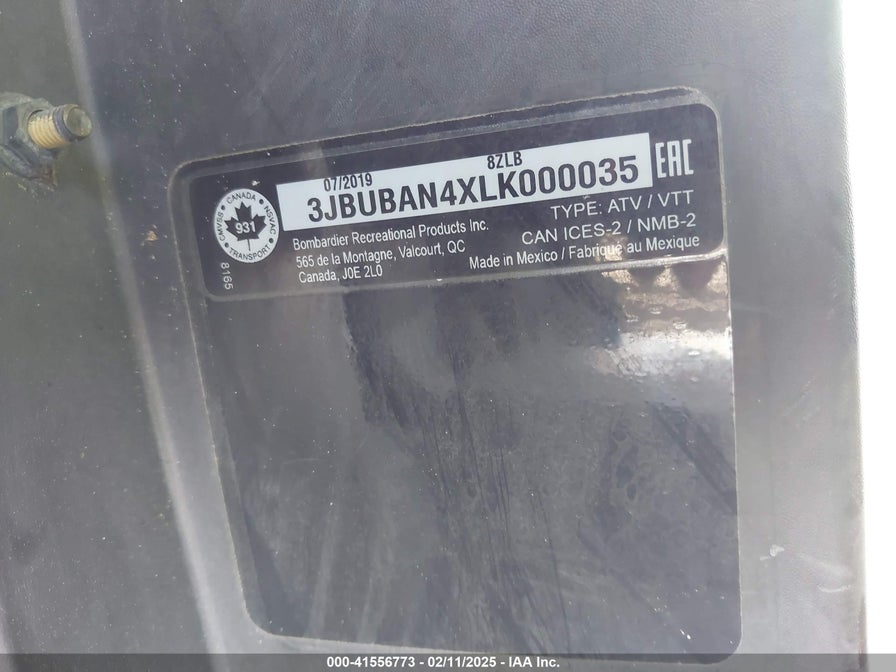 07/2019 8ZLB
3JBUBAN4XLK000035
EAC
CANADA
CMVSS NSVAC
931
TRANSPORT
8165
Bombardier Recreational Products Inc.
565 de la Montagne, Valcourt, QC
Canada, J0E 2L0
TYPE: ATV / VTT
CAN ICES-2 / NMB-2
Made in Mexico / Fabriqué au Mexique
000-41556773 - 02/11/2025 - IAA Inc.